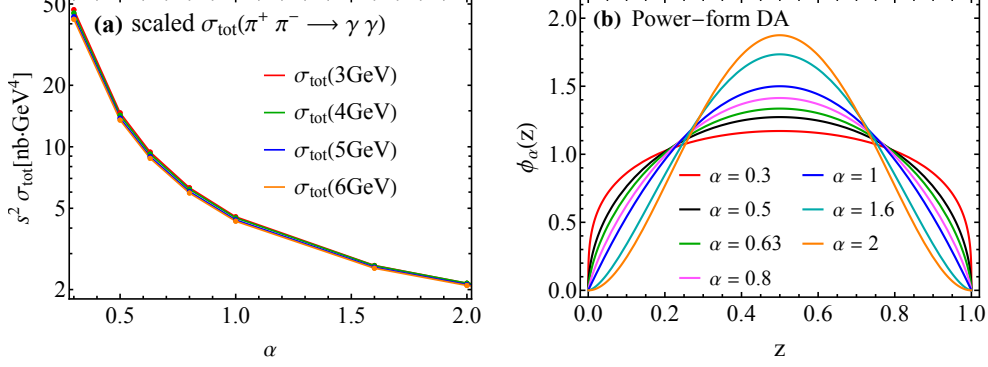 (a) scaled σtot(π+ π− ⟶ γ γ)
σtot(3GeV)
σtot(4GeV)
σtot(5GeV)
σtot(6GeV)
s2 σtot[nb·GeV4]
50
20
10
5
2
0.5 1.0 1.5 2.0
α
(b) Power−form DA
ϕα(z)
2.0
1.5
1.0
0.5
0.0
α = 0.3
α = 0.5
α = 0.63
α = 0.8
α = 1
α = 1.6
α = 2
0.0 0.2 0.4 0.6 0.8 1.0
z